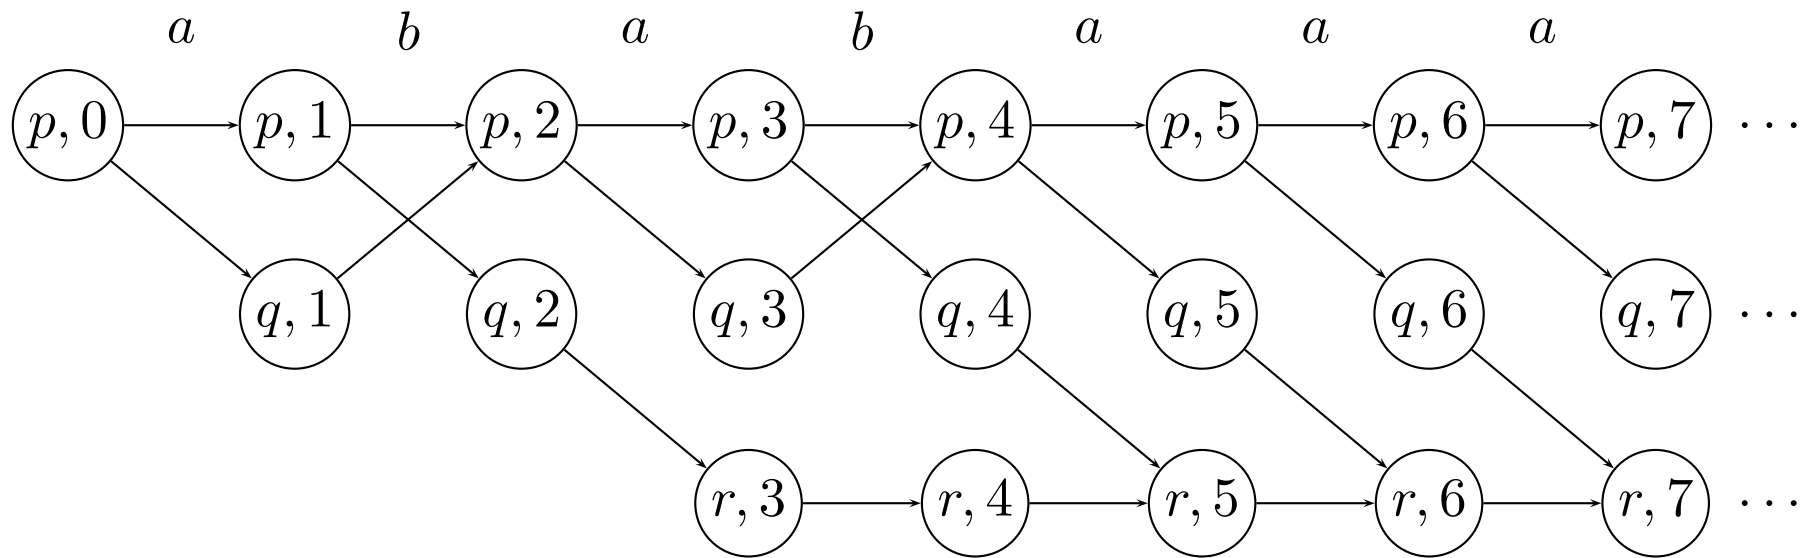 a b a b a a a
p, 0 p, 1 p, 2 p, 3 p, 4 p, 5 p, 6 p, 7 ···
q, 1 q, 2 q, 3 q, 4 q, 5 q, 6 q, 7 ···
r, 3 r, 4 r, 5 r, 6 r, 7 ···